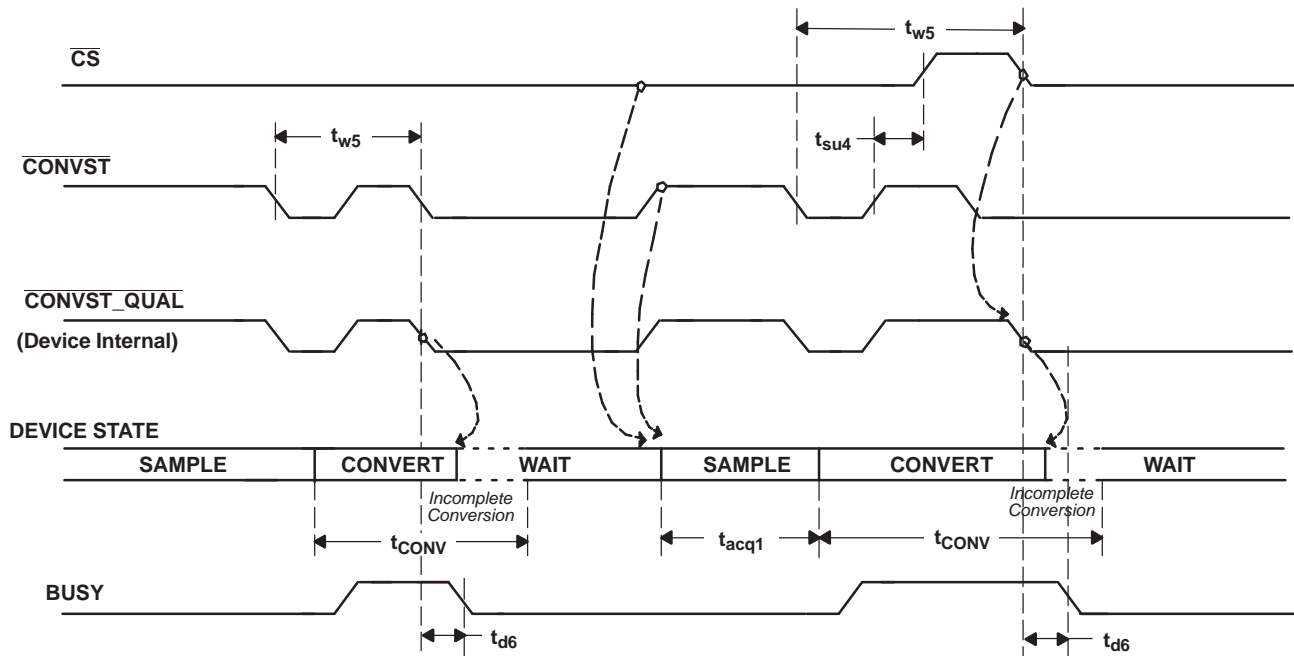 t_w5
CS
t_w5
t_su4
CONVST
CONVST_QUAL
(Device Internal)
DEVICE STATE
SAMPLE CONVERT WAIT SAMPLE CONVERT WAIT
Incomplete
Conversion
Incomplete
Conversion
t_CONV t_acq1 t_CONV
BUSY
t_d6 t_d6